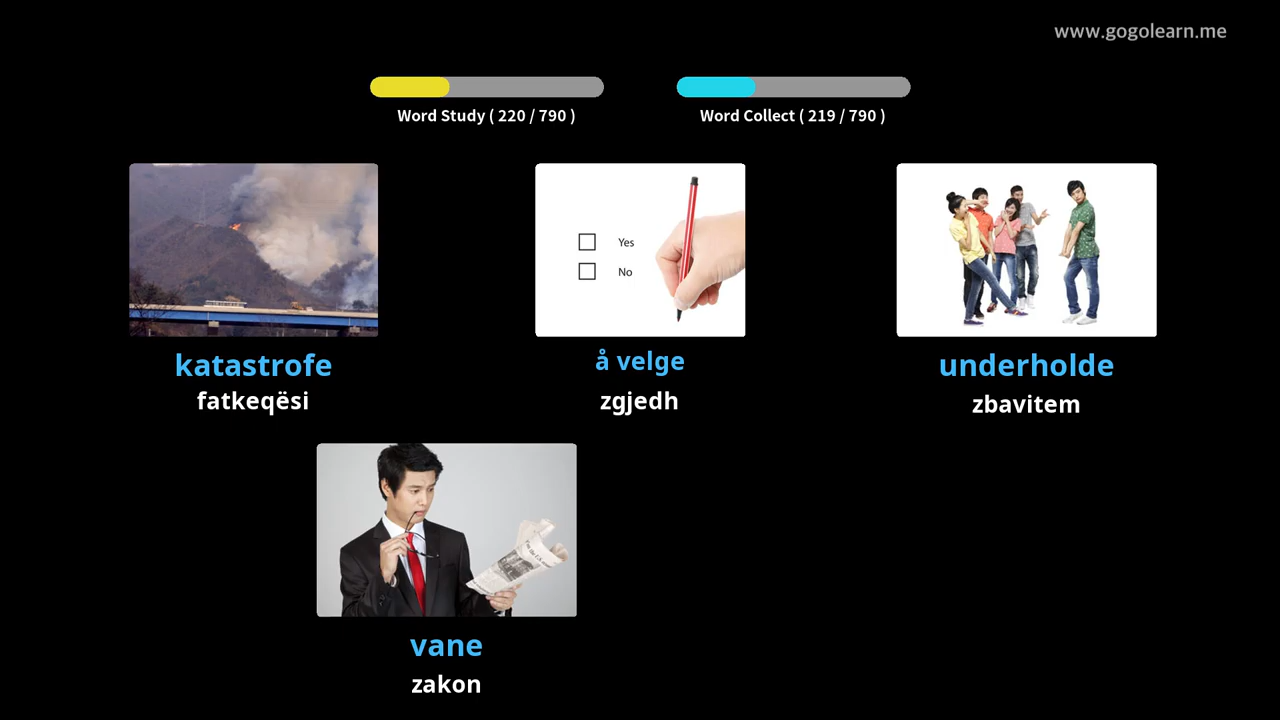 www.gogolearn.me
Word Study ( 220 / 790 )
Word Collect ( 219 / 790 )
Yes
No
katastrofe
fatkeqësi
å velge
zgjedh
underholde
zbavitem
vane
zakon